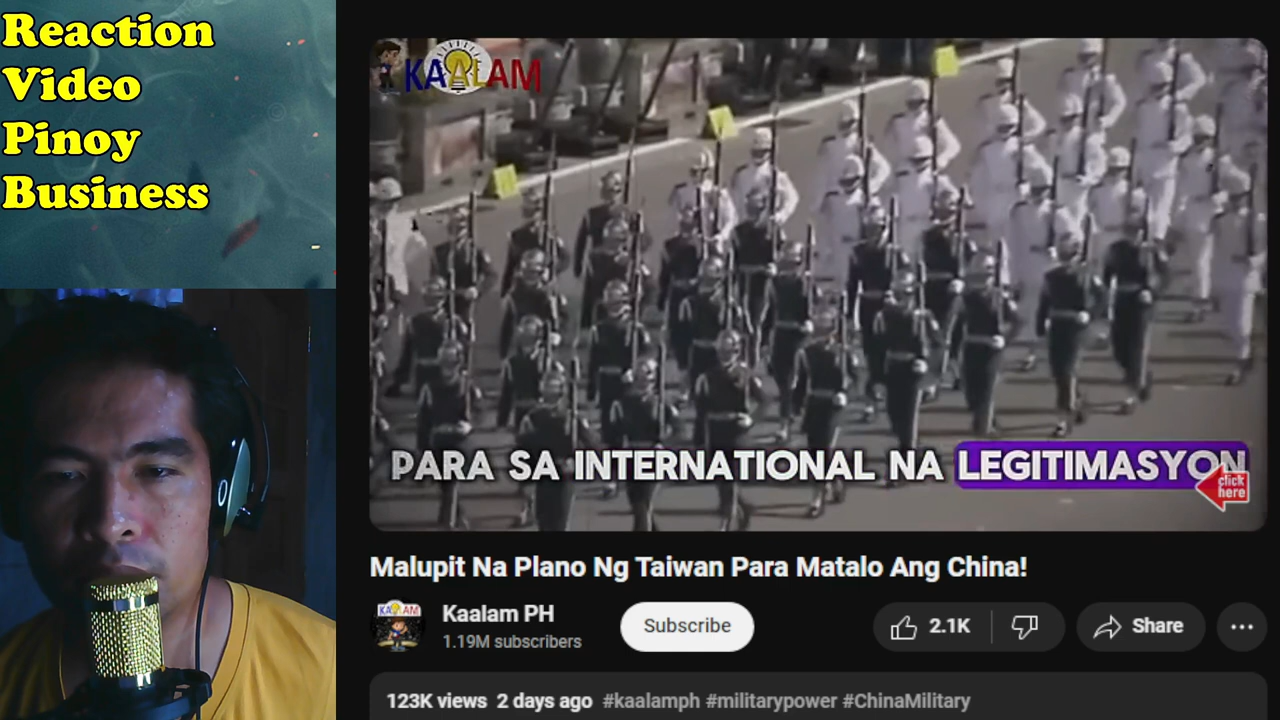 Reaction
Video
Pinoy
Business
KAALAM
PARA SA INTERNATIONAL NA LEGITIMASYON
click
here
Malupit Na Plano Ng Taiwan Para Matalo Ang China!
KAALAM
Kaalam PH
1.19M subscribers
Subscribe
2.1K
Share
123K views 2 days ago #kaalamph #militarypower #ChinaMilitary